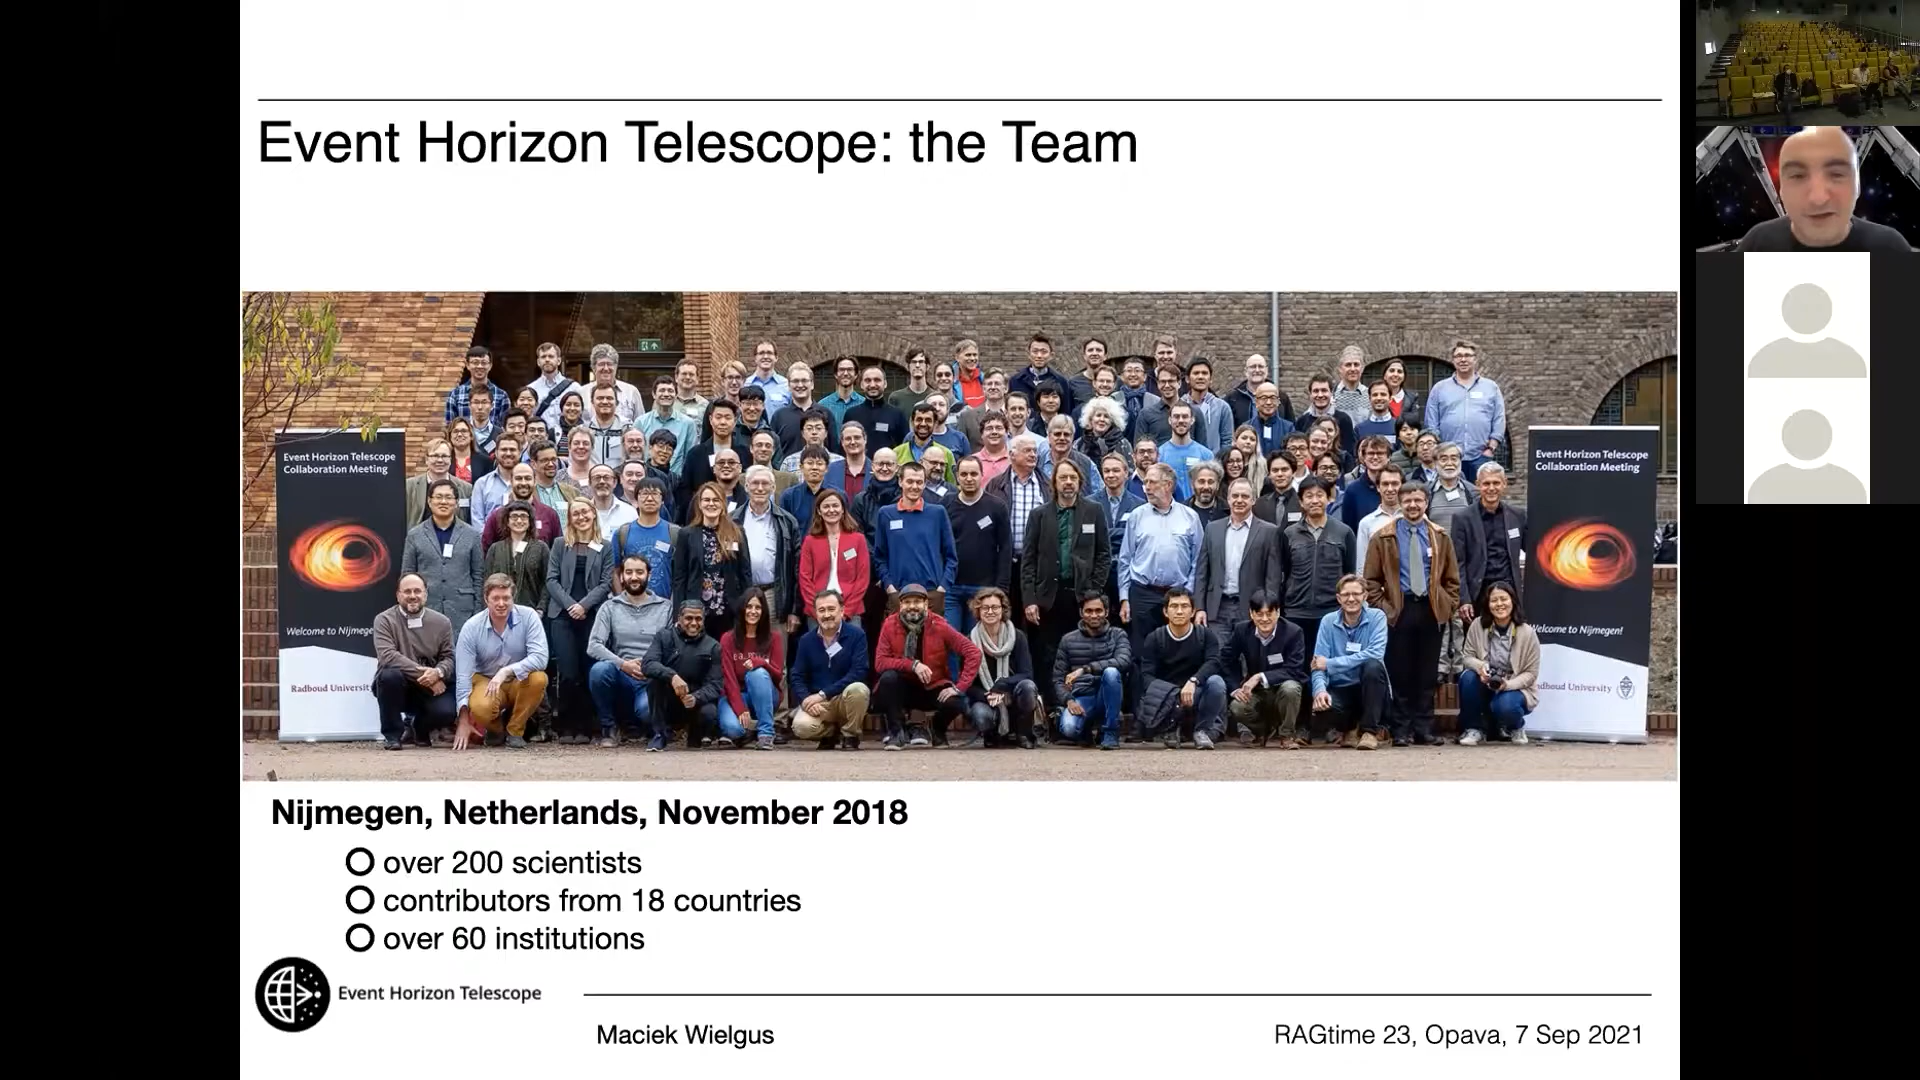 Event Horizon Telescope: the Team
Event Horizon Telescope
Collaboration Meeting
Welcome to Nijmege
Radboud Universit
Event Horizon Telescope
Collaboration Meeting
Welcome to Nijmegen!
dboud University
Nijmegen, Netherlands, November 2018
over 200 scientists
contributors from 18 countries
over 60 institutions
Event Horizon Telescope
Maciek Wielgus
RAGtime 23, Opava, 7 Sep 2021